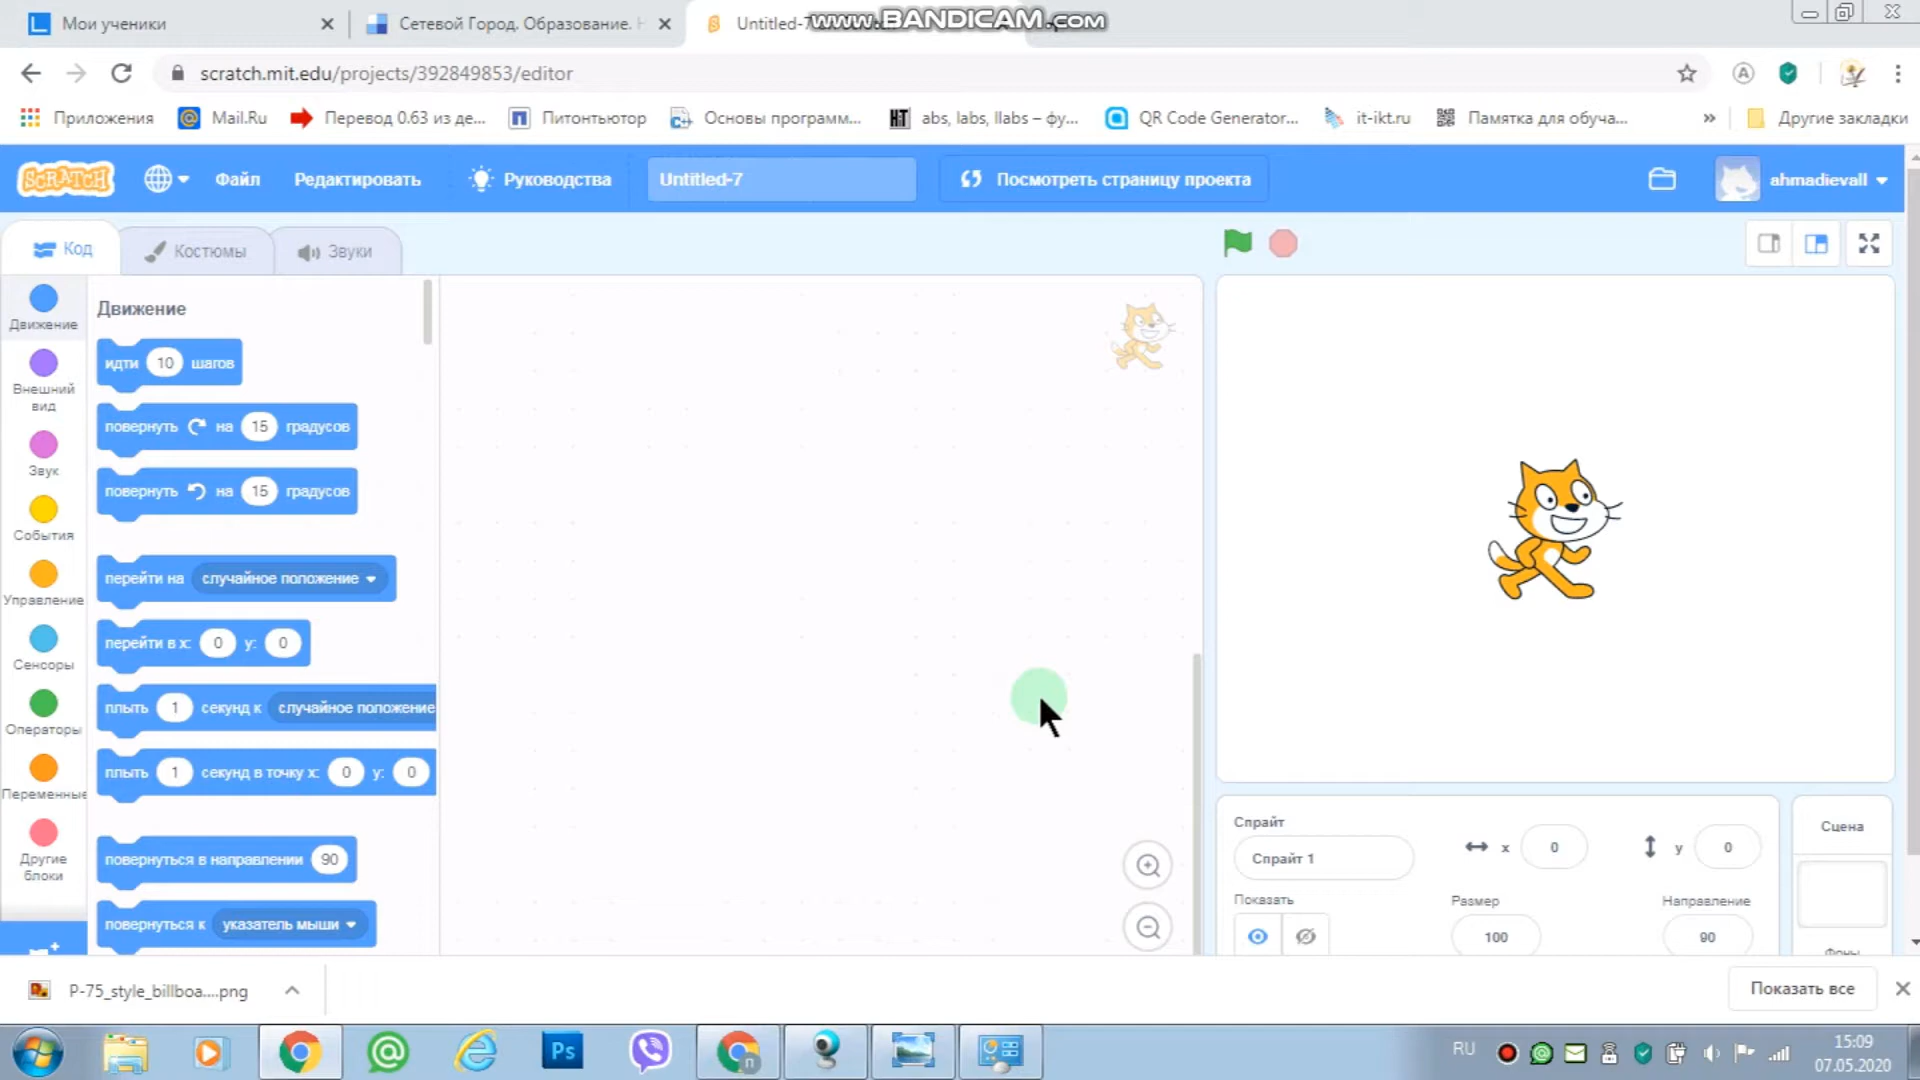 Мои ученики
Сетевой Город. Образование. Н
Untitled-7
www.BANDICAM.com
scratch.mit.edu/projects/392849853/editor
Приложения
Mail.Ru
Перевод 0.63 из де...
Питонтьютор
Основы программ...
abs, labs, llabs – фу...
QR Code Generator...
it-ikt.ru
Памятка для обуча...
»
Другие закладки
SCRATCH
Файл
Редактировать
Руководства
Untitled-7
Посмотреть страницу проекта
ahmadievall
Код
Костюмы
Звуки
Движение
Внешний
вид
Звук
События
Управление
Сенсоры
Операторы
Переменные
Другие
блоки
Движение
идти 10 шагов
повернуть на 15 градусов
повернуть на 15 градусов
перейти на случайное положение
перейти в x: 0 y: 0
плыть 1 секунд к случайное положение
плыть 1 секунд в точку x: 0 y: 0
повернуться в направлении 90
повернуться к указатель мыши
Спрайт
Спрайт 1
x 0
y 0
Показать
Размер
100
Направление
90
Сцена
Фоны
P-75_style_billboa....png
Показать все
Ps
n
RU
15:09
07.05.2020